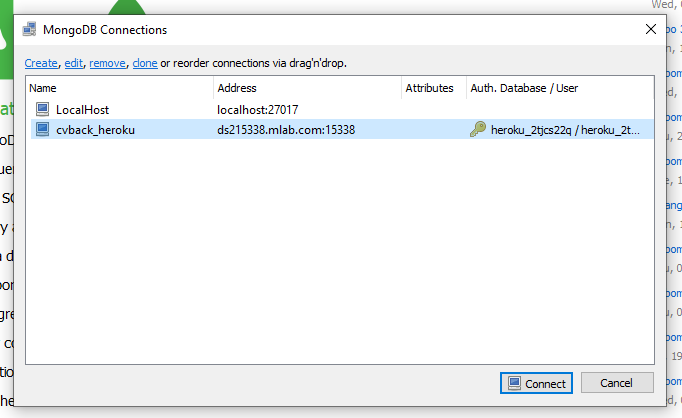 MongoDB Connections
Create, edit, remove, clone or reorder connections via drag'n'drop.
Name Address Attributes Auth. Database / User
LocalHost localhost:27017
cvback_heroku ds215338.mlab.com:15338 heroku_2tjcs22q / heroku_2t...
Connect Cancel